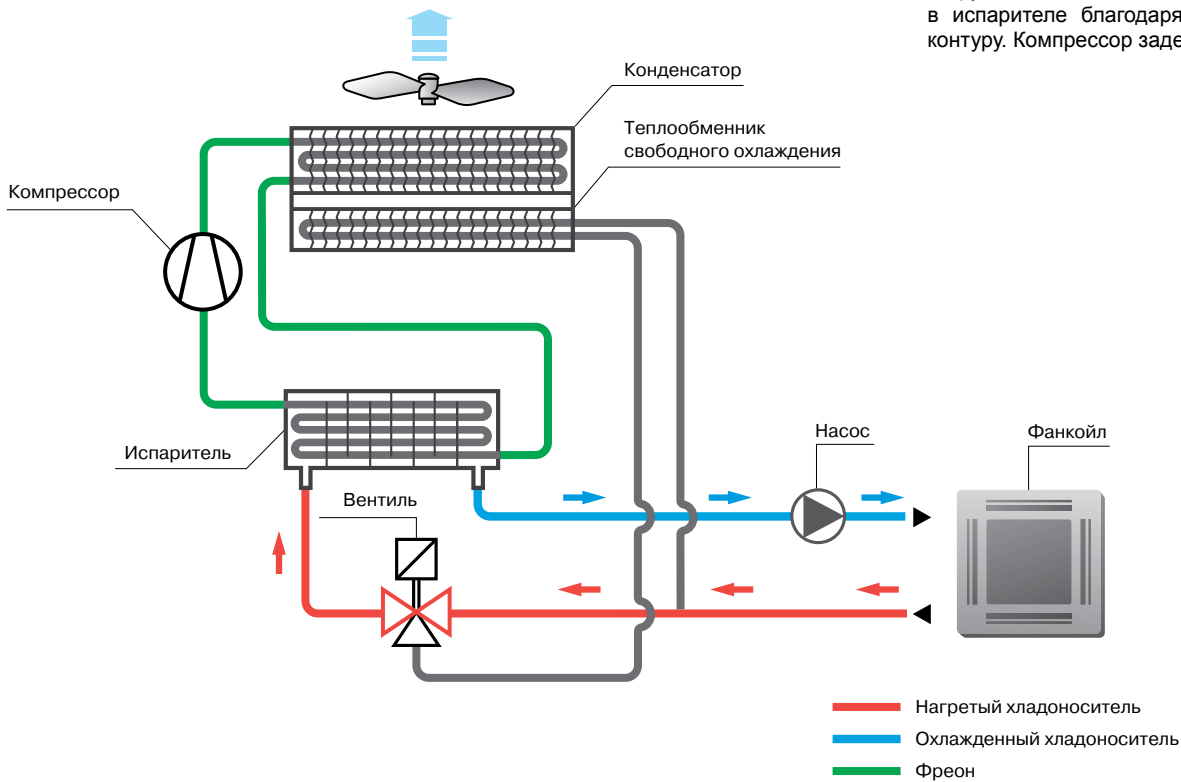 в испарителе благодаря
контуру. Компрессор заде
Конденсатор
Теплообменник
свободного охлаждения
Компрессор
Испаритель
Вентиль
Насос
Фанкойл
Нагретый хладоноситель
Охлажденный хладоноситель
Фреон